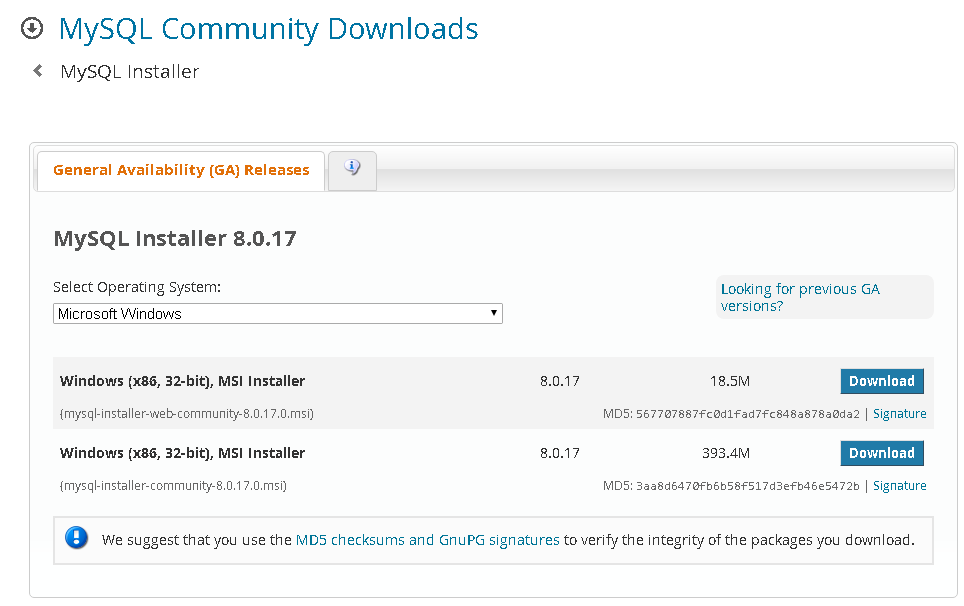 MySQL Community Downloads
MySQL Installer
General Availability (GA) Releases
MySQL Installer 8.0.17
Select Operating System:
Microsoft Windows
Looking for previous GA
versions?
Windows (x86, 32-bit), MSI Installer 8.0.17 18.5M Download
(mysql-installer-web-community-8.0.17.0.msi) MD5: 567707887fc0d1fad7fc848a878a0da2 | Signature
Windows (x86, 32-bit), MSI Installer 8.0.17 393.4M Download
(mysql-installer-community-8.0.17.0.msi) MD5: 3aa8d6470fb6b58f517d3efb46e5472b | Signature
We suggest that you use the MD5 checksums and GnuPG signatures to verify the integrity of the packages you download.